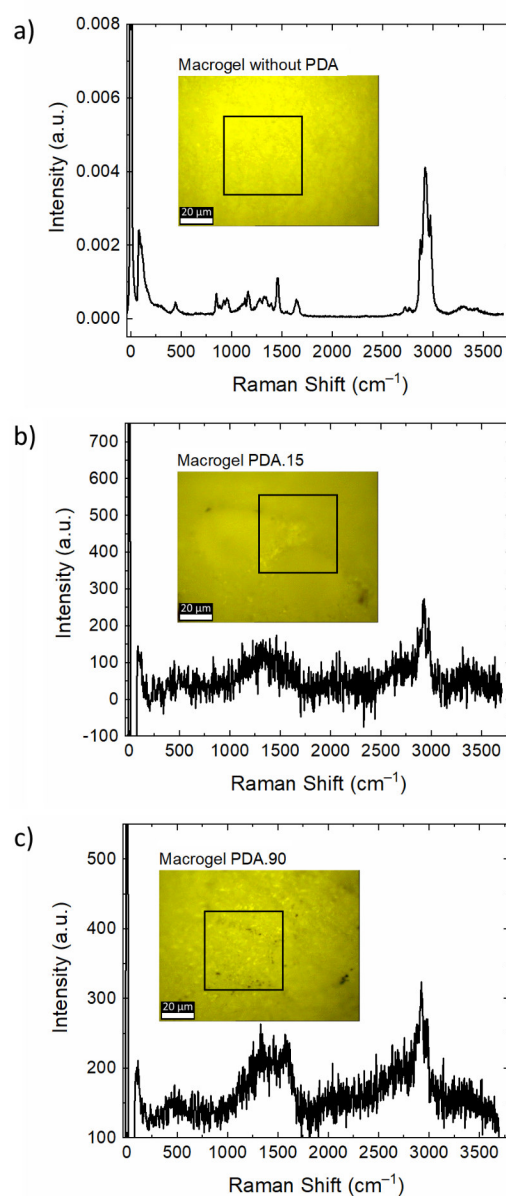 a)
Macrogel without PDA
20 µm
0.008
0.006
0.004
0.002
0.000
Intensity (a.u.)
0 500 1000 1500 2000 2500 3000 3500
Raman Shift (cm⁻¹)
b)
Macrogel PDA.15
20 µm
700
600
500
400
300
200
100
0
-100
Intensity (a.u.)
0 500 1000 1500 2000 2500 3000 3500
Raman Shift (cm⁻¹)
c)
Macrogel PDA.90
20 µm
500
400
300
200
100
Intensity (a.u.)
0 500 1000 1500 2000 2500 3000 3500
Raman Shift (cm⁻¹)